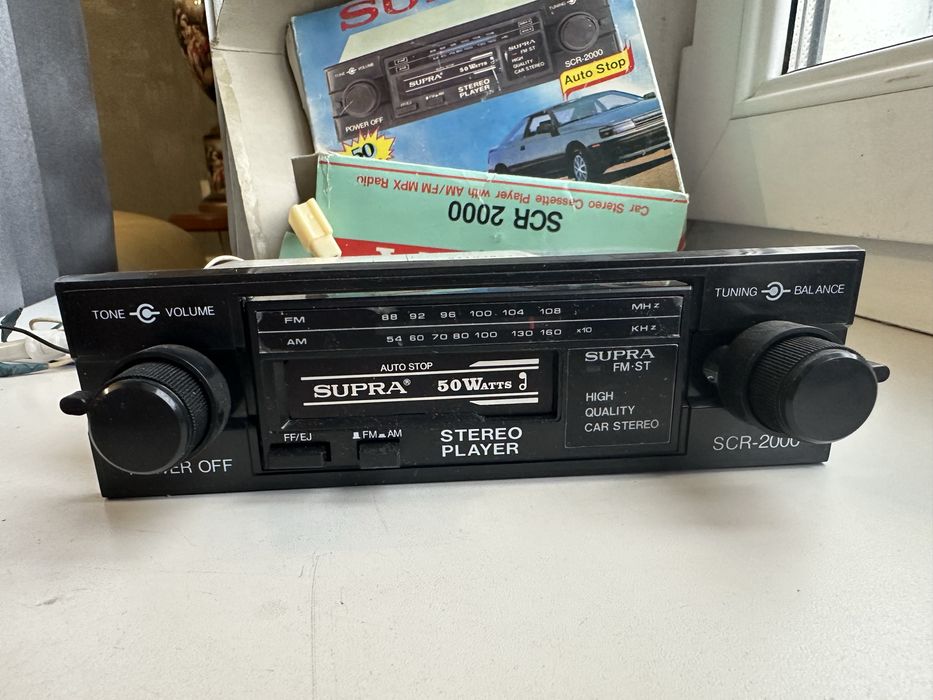 TUNING
TONE VOLUME
SUPRA
50 WATTS
SUPRA
FM·ST
HIGH
QUALITY
CAR STEREO
STEREO
PLAYER
SCR-2000
POWER OFF
Auto Stop
50
Car Stereo Cassette Player with AM/FM MPX Radio
SCR 2000
TONE VOLUME
TUNING BALANCE
FM 88 92 96 100 104 108 MHz
AM 54 60 70 80 100 130 160 x10 KHz
AUTO STOP
SUPRA® 50 WATTS
SUPRA
FM·ST
HIGH
QUALITY
CAR STEREO
FF/EJ
FM AM
STEREO
PLAYER
POWER OFF
SCR-2000